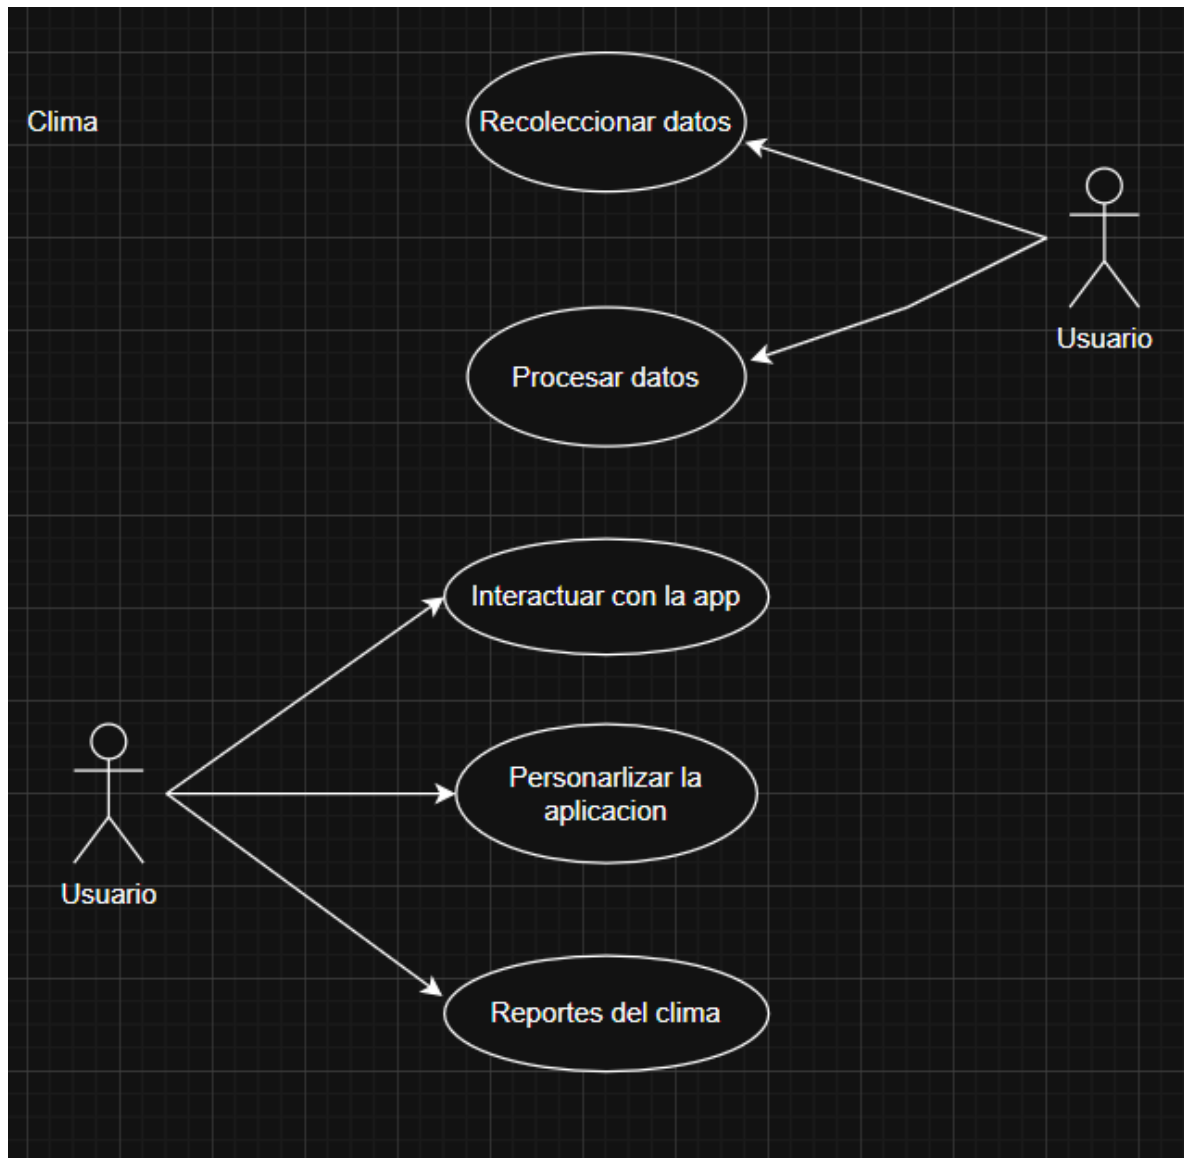 Clima
Recoleccionar datos
Usuario
Procesar datos
Interactuar con la app
Personarlizar la
aplicacion
Usuario
Reportes del clima